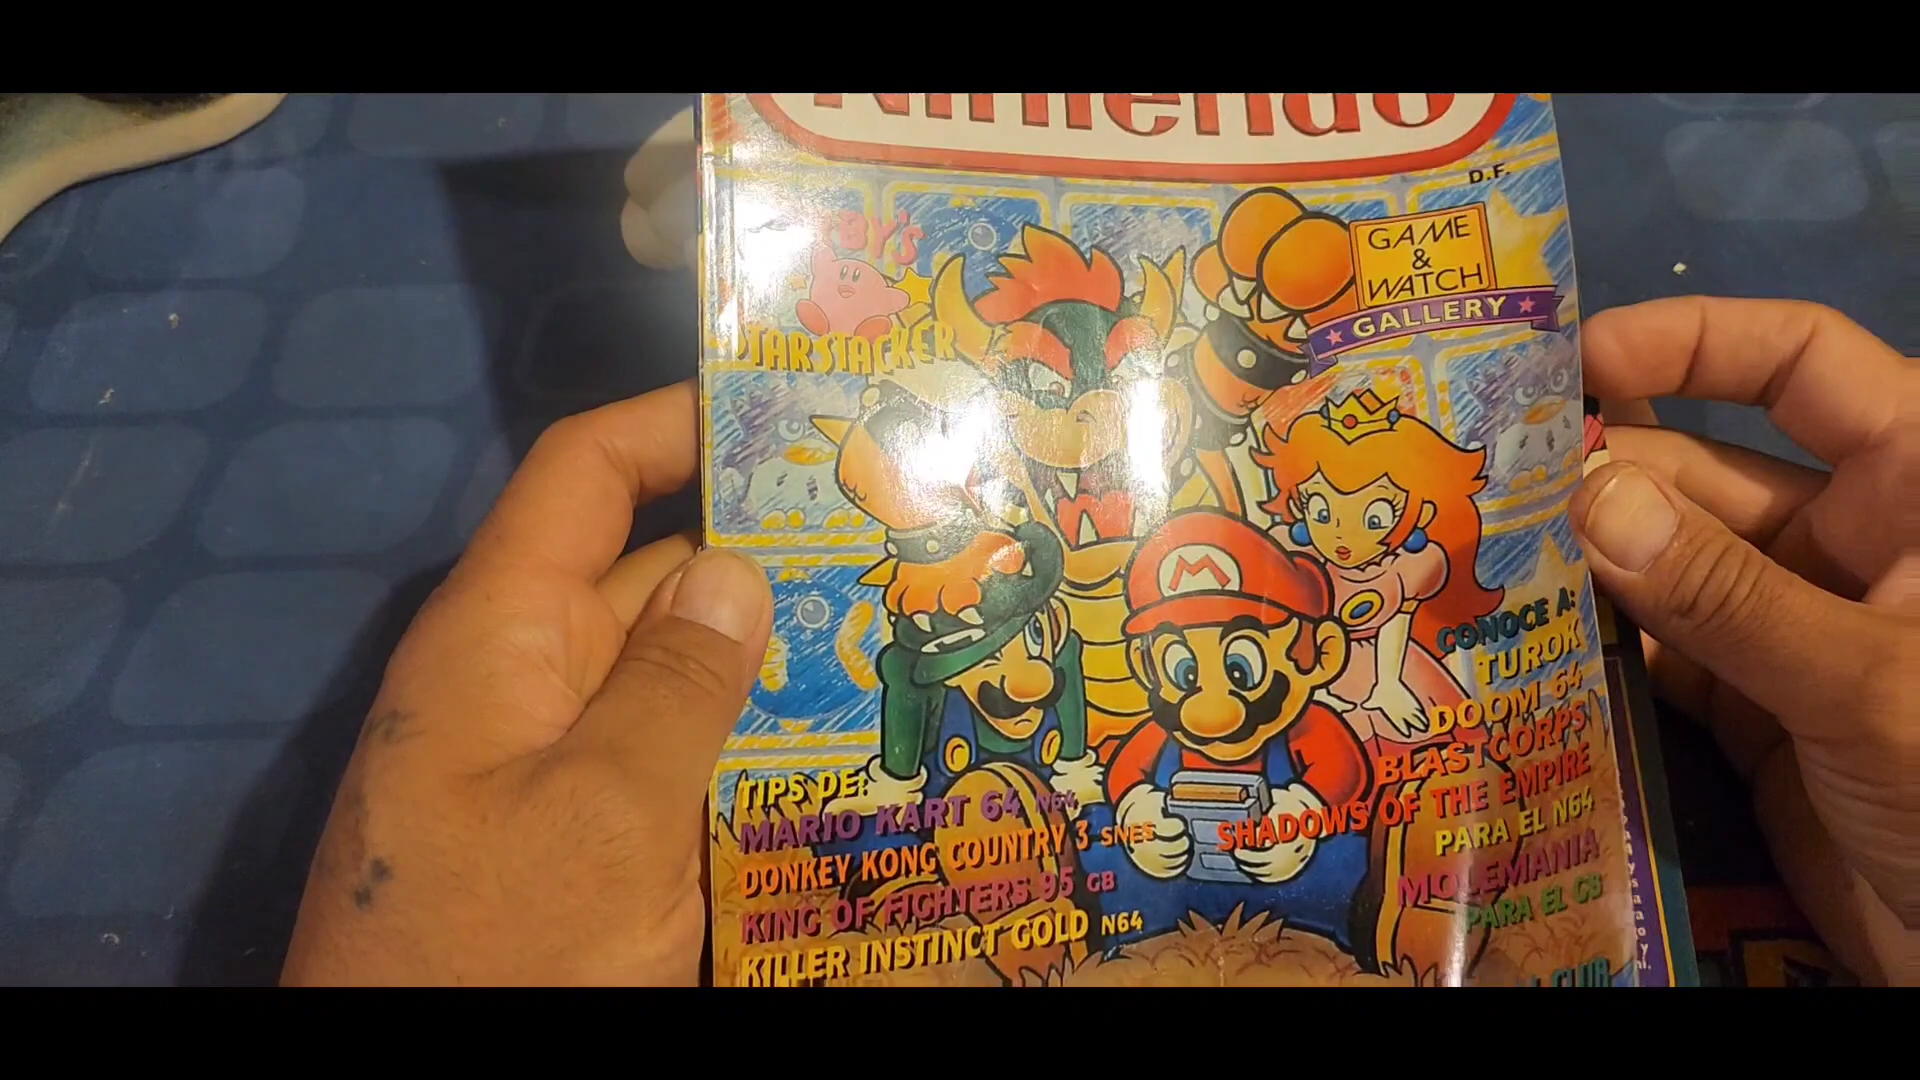 Nintendo
D.F.
GAME
&
WATCH
GALLERY
STARSTACKER
M
CONOCE A:
TUROK
DOOM 64
BLASTCORPS
SHADOWS OF THE EMPIRE
PARA EL N64
MOLEMANIA
PARA EL GB
TIPS DE:
MARIO KART 64 N64
DONKEY KONG COUNTRY 3 SNES
KING OF FIGHTERS 95 GB
KILLER INSTINCT GOLD N64
CLUB